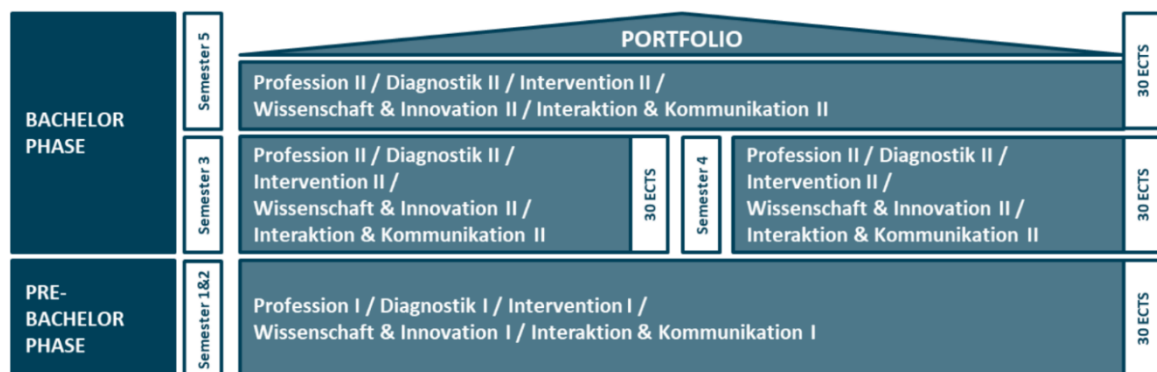 BACHELOR
PHASE
Semester 5
PORTFOLIO
Profession II / Diagnostik II / Intervention II /
Wissenschaft & Innovation II / Interaktion & Kommunikation II
30 ECTS
Semester 3
Profession II / Diagnostik II /
Intervention II /
Wissenschaft & Innovation II /
Interaktion & Kommunikation II
30 ECTS
Semester 4
Profession II / Diagnostik II /
Intervention II /
Wissenschaft & Innovation II /
Interaktion & Kommunikation II
30 ECTS
PRE-
BACHELOR
PHASE
Semester 1&2
Profession I / Diagnostik I / Intervention I /
Wissenschaft & Innovation I / Interaktion & Kommunikation I
30 ECTS